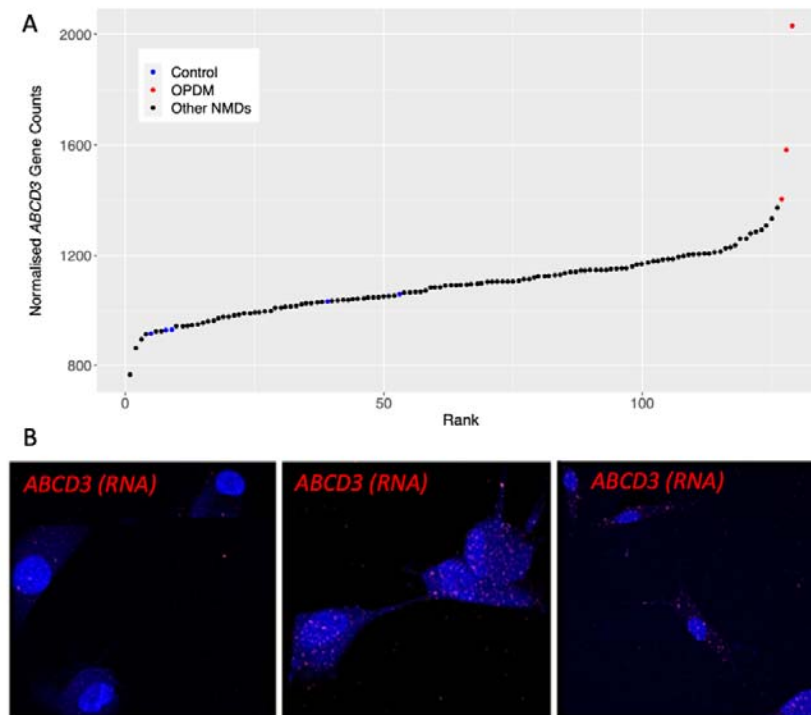 A
2000
1600
1200
800
Normalised ABCD3 Gene Counts
Control
OPDM
Other NMDs
0
50
100
Rank
B
ABCD3 (RNA)
ABCD3 (RNA)
ABCD3 (RNA)